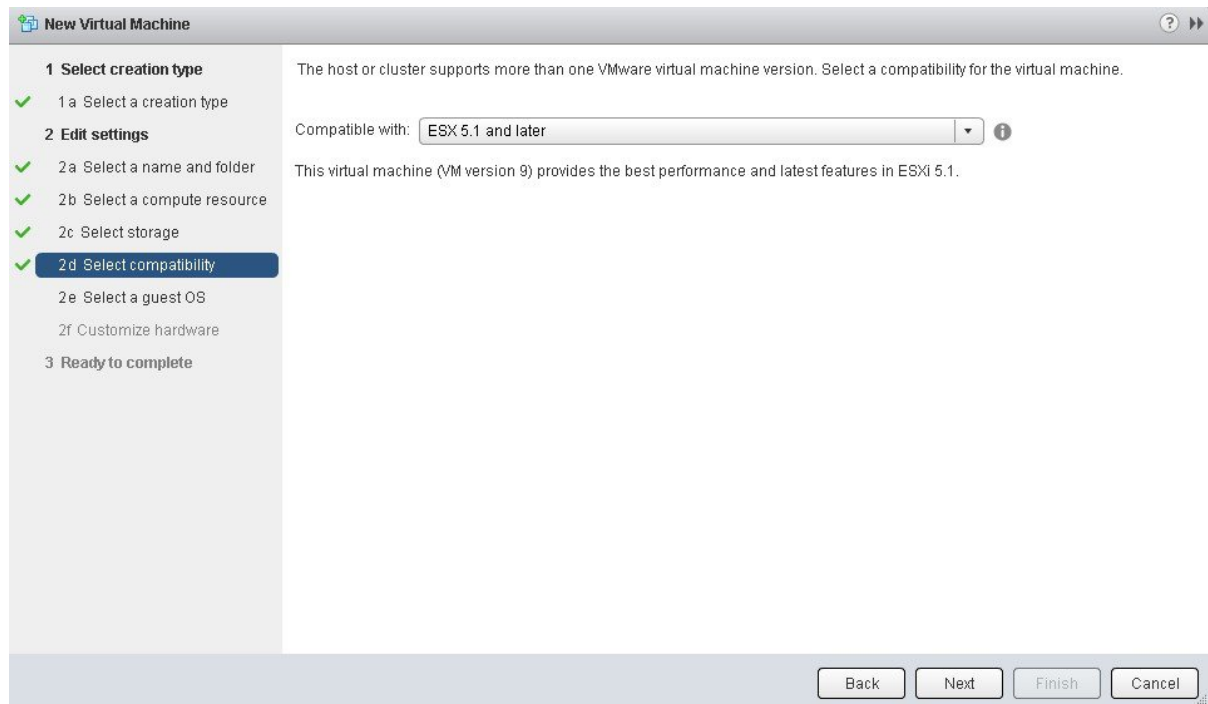 New Virtual Machine
1 Select creation type
1a Select a creation type
2 Edit settings
2a Select a name and folder
2b Select a compute resource
2c Select storage
2d Select compatibility
2e Select a guest OS
2f Customize hardware
3 Ready to complete
The host or cluster supports more than one VMware virtual machine version. Select a compatibility for the virtual machine.
Compatible with: ESX 5.1 and later
This virtual machine (VM version 9) provides the best performance and latest features in ESXi 5.1.
Back Next Finish Cancel